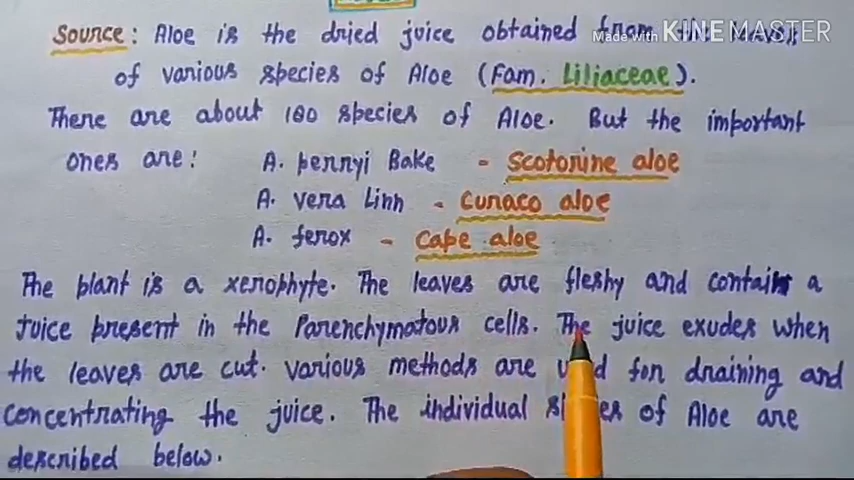 Source: Aloe is the dried juice obtained from the
Made with KINEMASTER
of various species of Aloe (Fam. Liliaceae).
There are about 180 species of Aloe. But the important
ones are: A. perryi Bake - Scotorine aloe
A. vera Linn - Curaco aloe
A. ferox - Cape aloe
The plant is a xerophyte. The leaves are fleshy and contain a
Juice present in the Parenchymatous cells. The juice exudes when
the leaves are cut. Various methods are for draining and
concentrating the juice. The individual of Aloe are
described below.